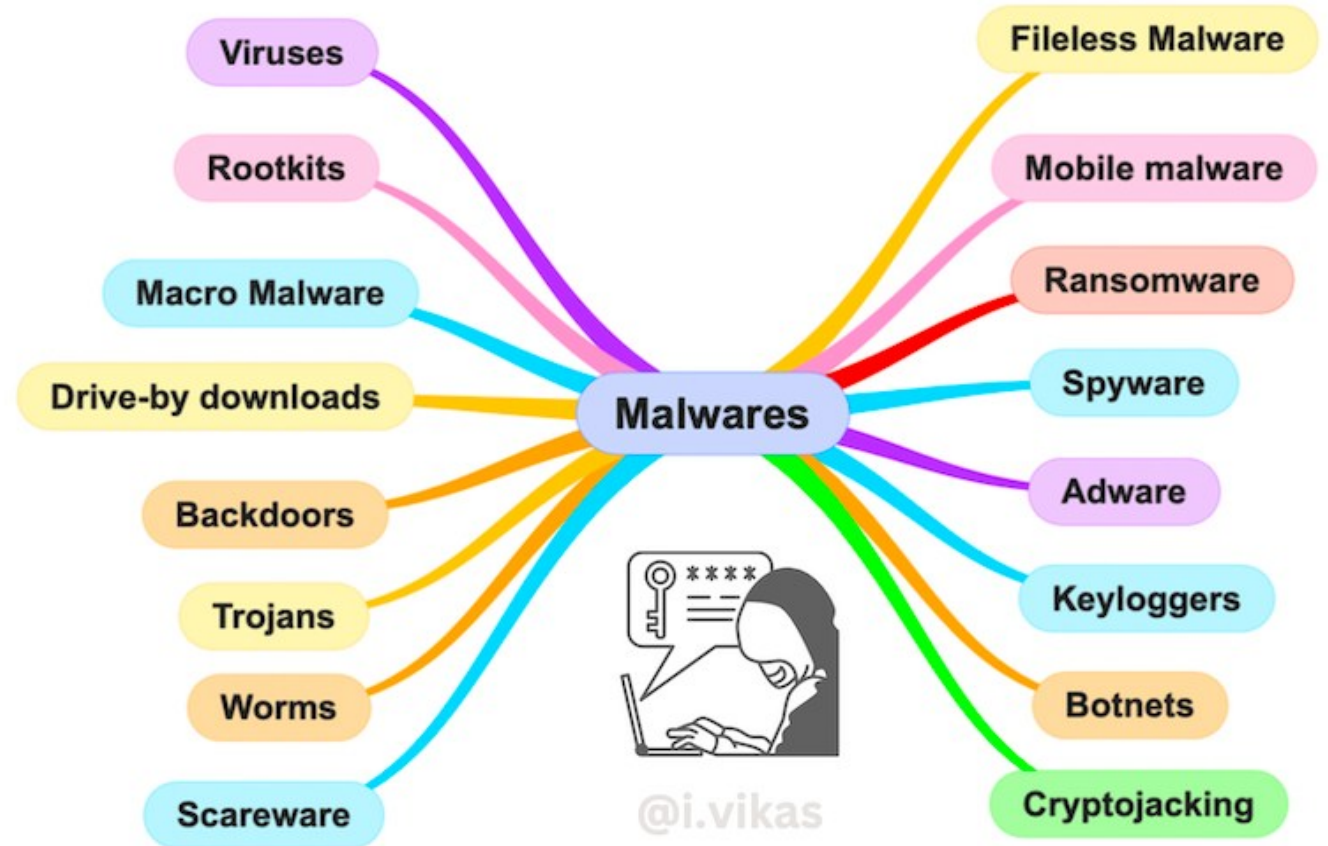 Viruses
Rootkits
Macro Malware
Drive-by downloads
Backdoors
Trojans
Worms
Scareware
Malwares
****
@i.vikas
Fileless Malware
Mobile malware
Ransomware
Spyware
Adware
Keyloggers
Botnets
Cryptojacking